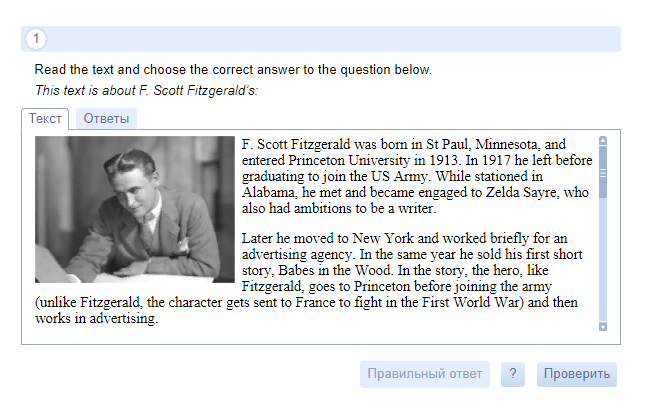 1
Read the text and choose the correct answer to the question below.
This text is about F. Scott Fitzgerald's:
Текст Ответы
F. Scott Fitzgerald was born in St Paul, Minnesota, and
entered Princeton University in 1913. In 1917 he left before
graduating to join the US Army. While stationed in
Alabama, he met and became engaged to Zelda Sayre, who
also had ambitions to be a writer.
Later he moved to New York and worked briefly for an
advertising agency. In the same year he sold his first short
story, Babes in the Wood. In the story, the hero, like
Fitzgerald, goes to Princeton before joining the army
(unlike Fitzgerald, the character gets sent to France to fight in the First World War) and then
works in advertising.
Правильный ответ ? Проверить